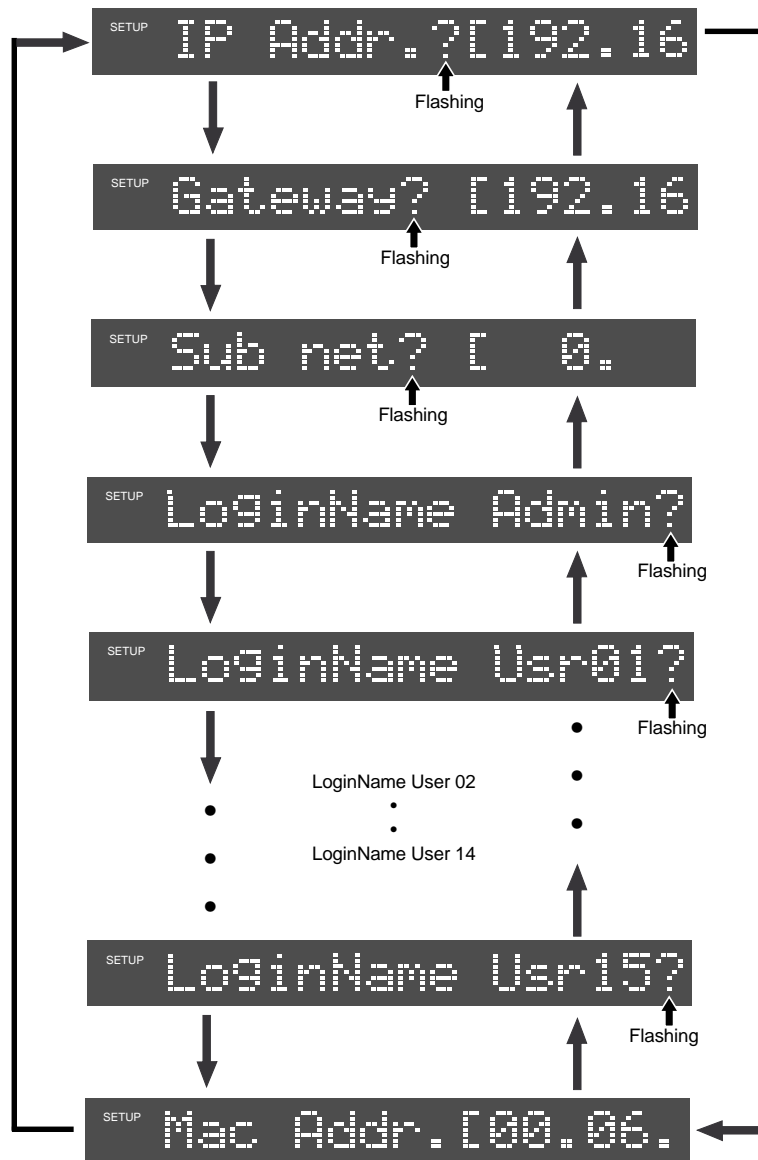 SETUP IP Addr.?[192.16
Flashing
SETUP Gateway? [192.16
Flashing
SETUP Sub net? [ 0.
Flashing
SETUP LoginName Admin?
Flashing
SETUP LoginName Usr01?
Flashing
LoginName User 02
LoginName User 14
SETUP LoginName Usr15?
Flashing
SETUP Mac Addr.[00.06.